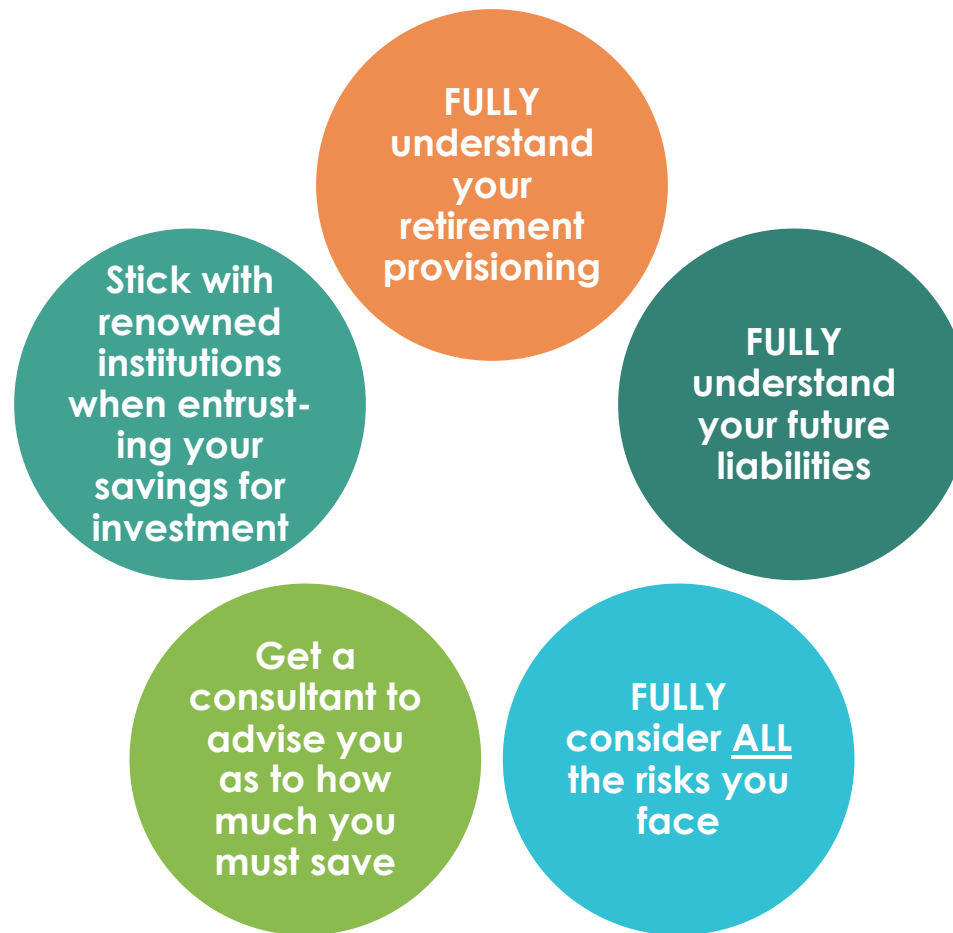 FULLY
understand
your
retirement
provisioning
FULLY
understand
your future
liabilities
FULLY
consider ALL
the risks you
face
Get a
consultant to
advise you
as to how
much you
must save
Stick with
renowned
institutions
when entrust-
ing your
savings for
investment